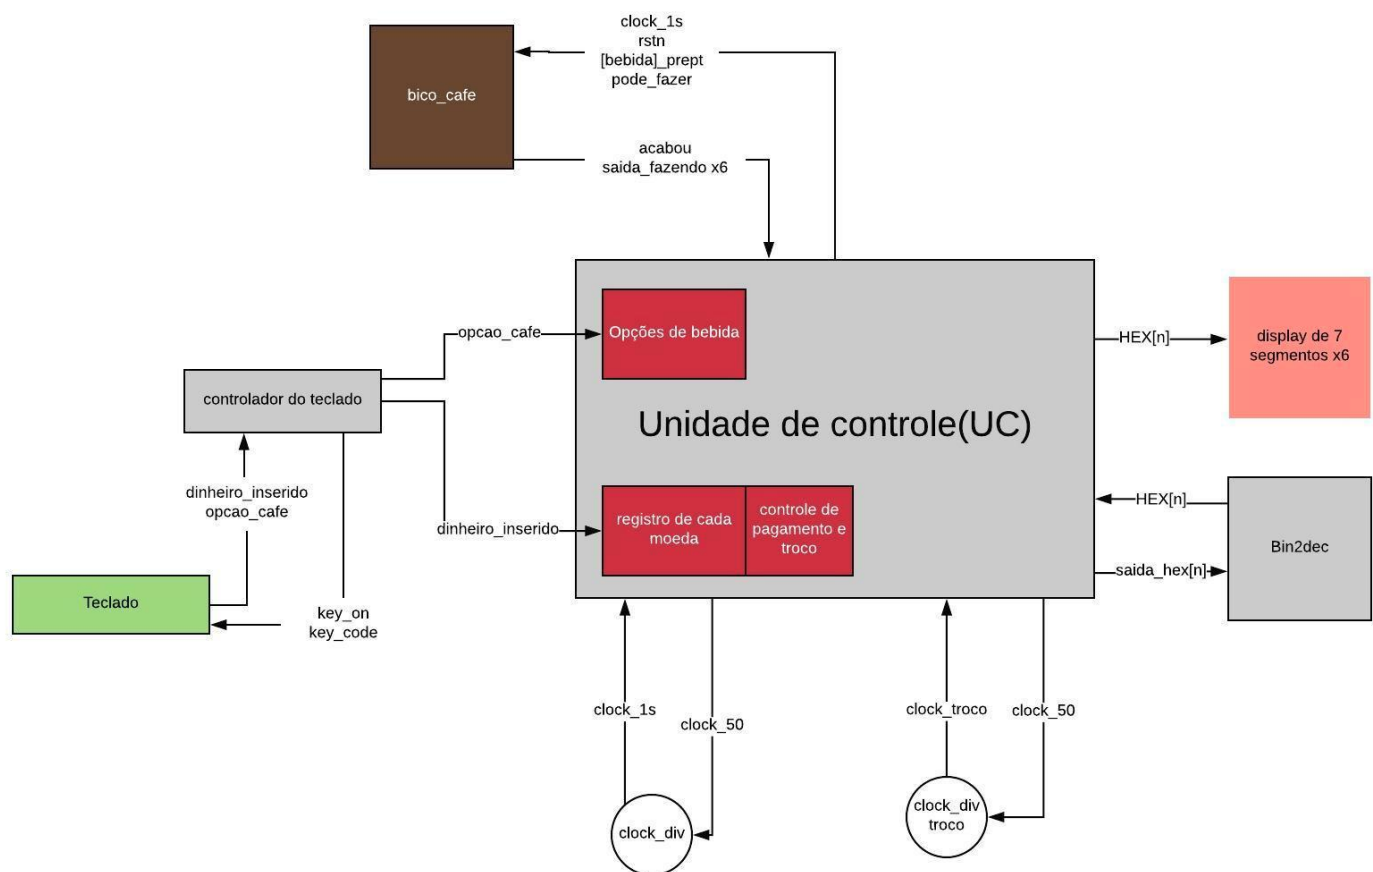 clock_1s
rstn
[bebida]_prept
pode_fazer
bico_cafe
acabou
saida_fazendo x6
Opções de bebida
opcao_cafe
HEX[n]
display de 7
segmentos x6
controlador do teclado
Unidade de controle(UC)
dinheiro_inserido
opcao_cafe
dinheiro_inserido
registro de cada
moeda
controle de
pagamento e
troco
HEX[n]
saida_hex[n]
Bin2dec
Teclado
key_on
key_code
clock_1s
clock_50
clock_troco
clock_50
clock_div
clock_div
troco